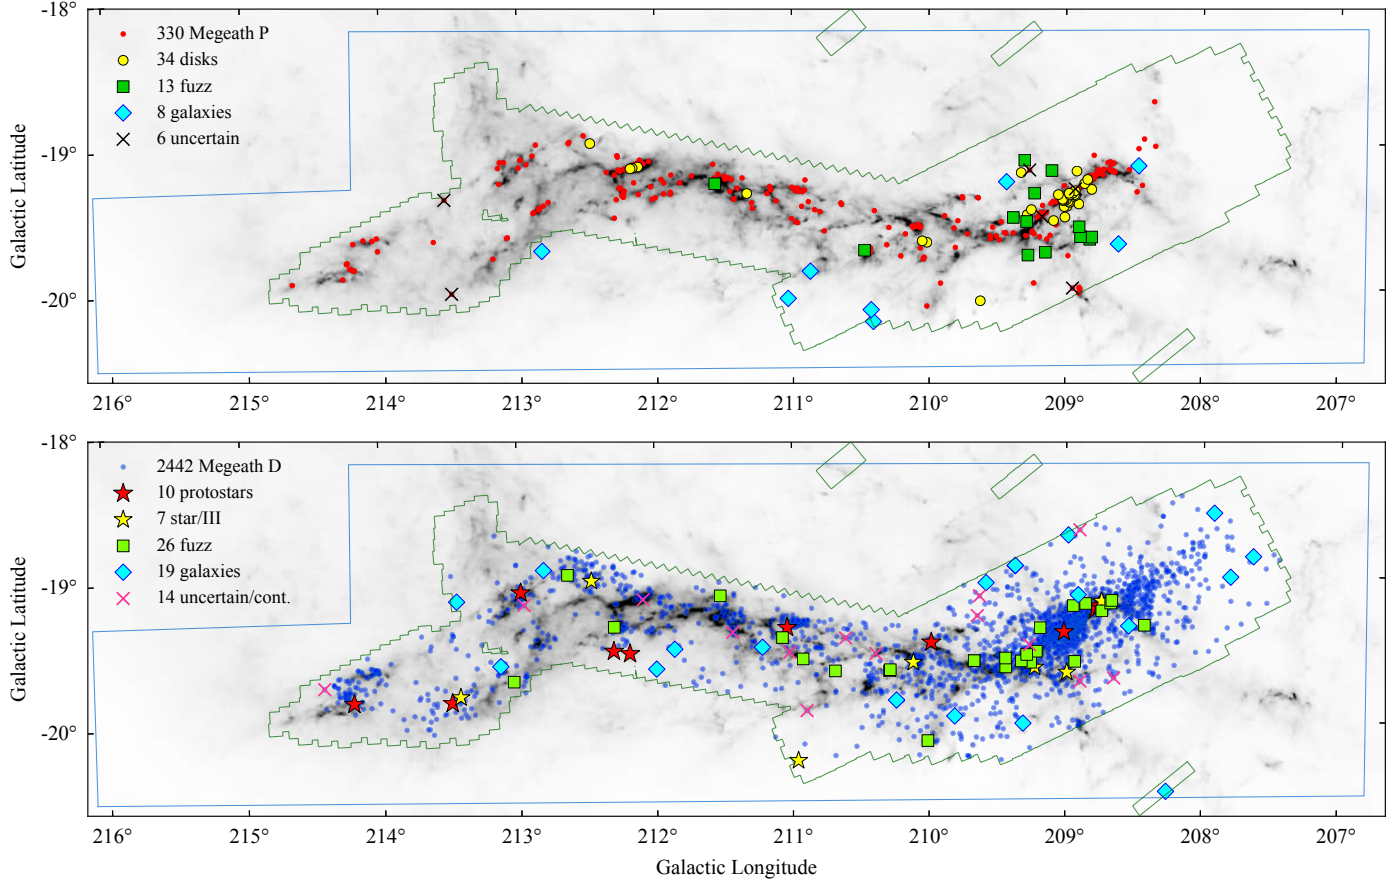 -18°
330 Megeath P
34 disks
13 fuzz
8 galaxies
6 uncertain
-19°
-20°
Galactic Latitude
216° 215° 214° 213° 212° 211° 210° 209° 208° 207°
-18°
2442 Megeath D
10 protostars
7 star/III
26 fuzz
19 galaxies
14 uncertain/cont.
-19°
-20°
Galactic Latitude
216° 215° 214° 213° 212° 211° 210° 209° 208° 207°
Galactic Longitude